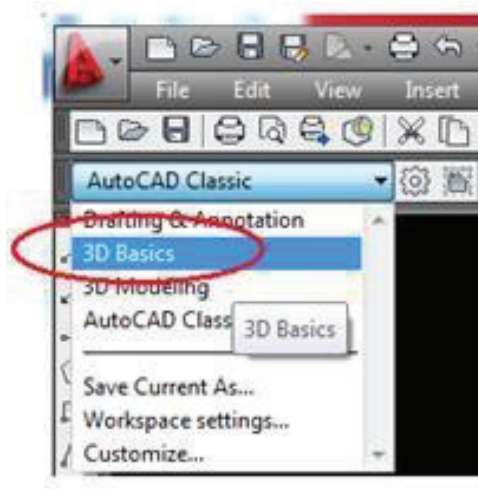 File Edit View Insert
AutoCAD Classic
Drafting & Annotation
3D Basics
3D Modeling
AutoCAD Class
3D Basics
Save Current As...
Workspace settings...
Customize...